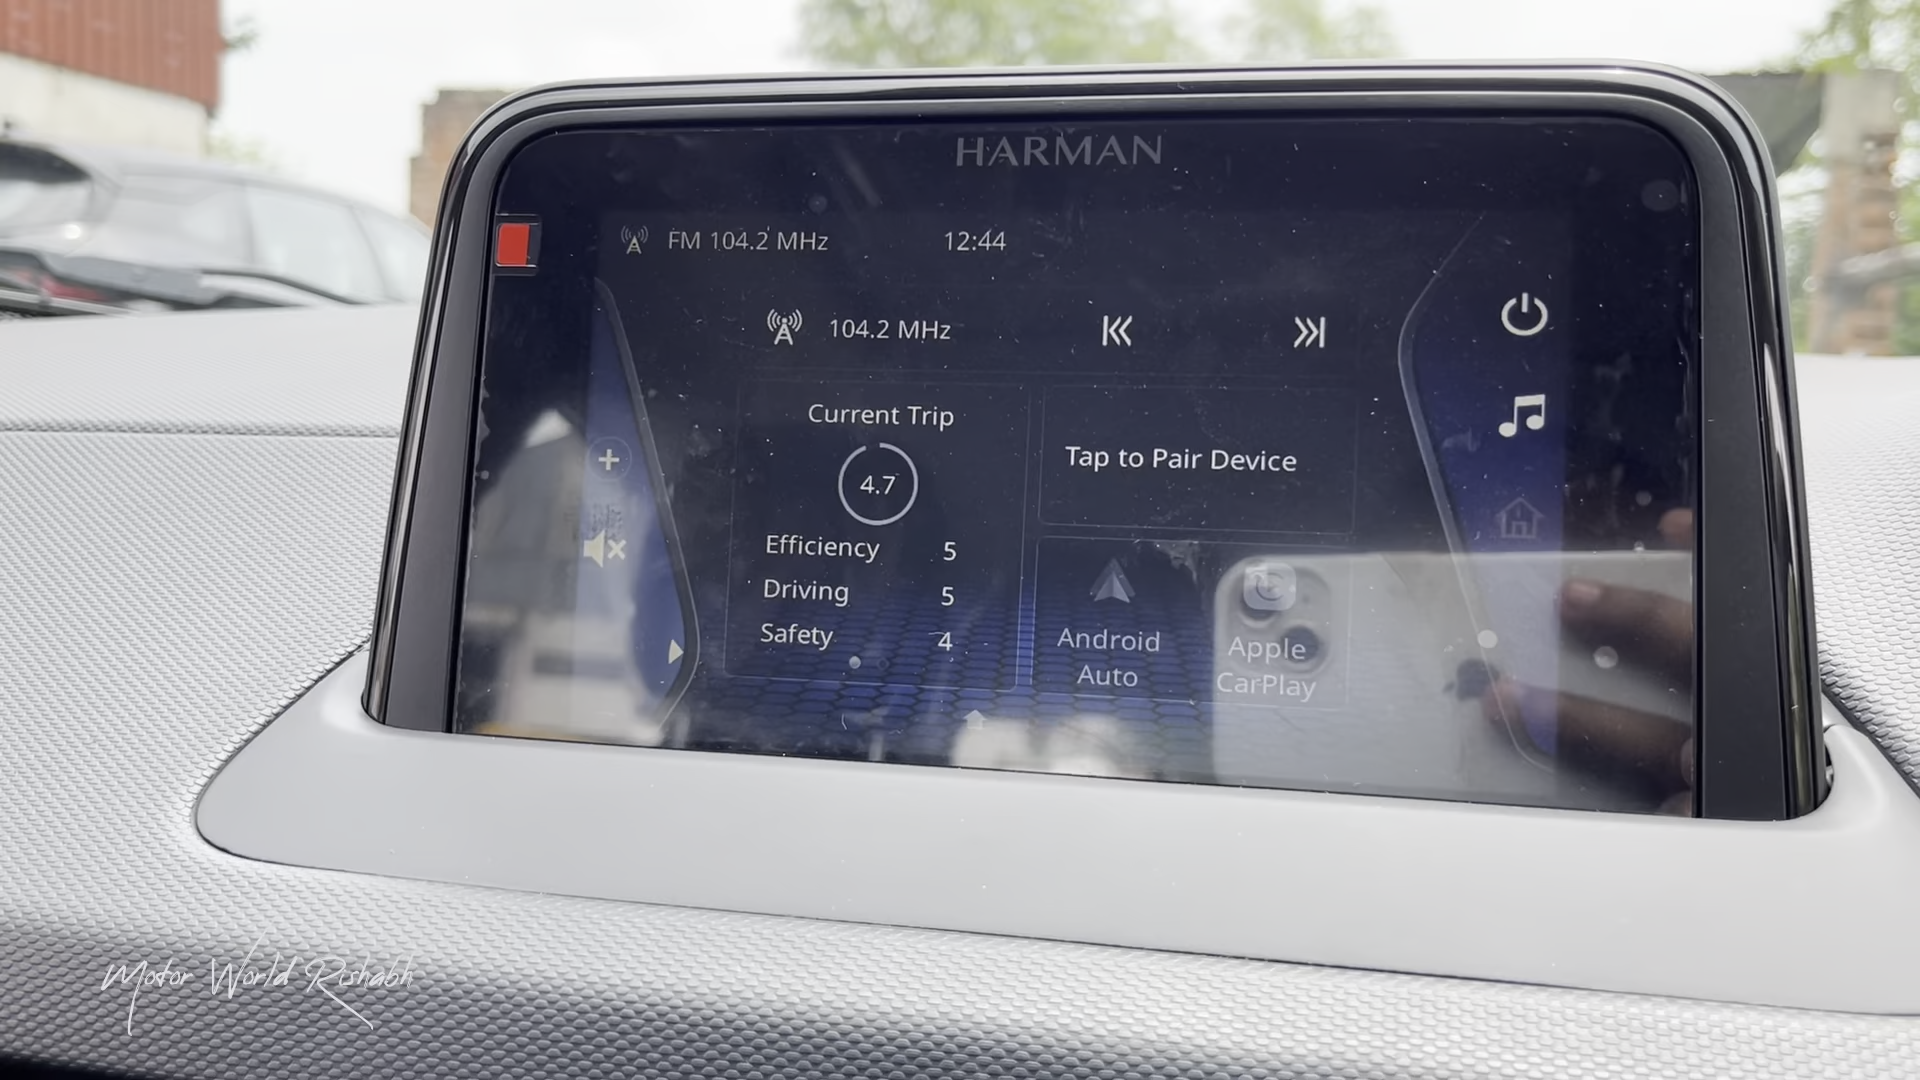 HARMAN
FM 104.2 MHz 12:44
104.2 MHz
Current Trip
4.7
Efficiency 5
Driving 5
Safety 4
Tap to Pair Device
Android
Auto
Apple
CarPlay
Motor World Rishabh